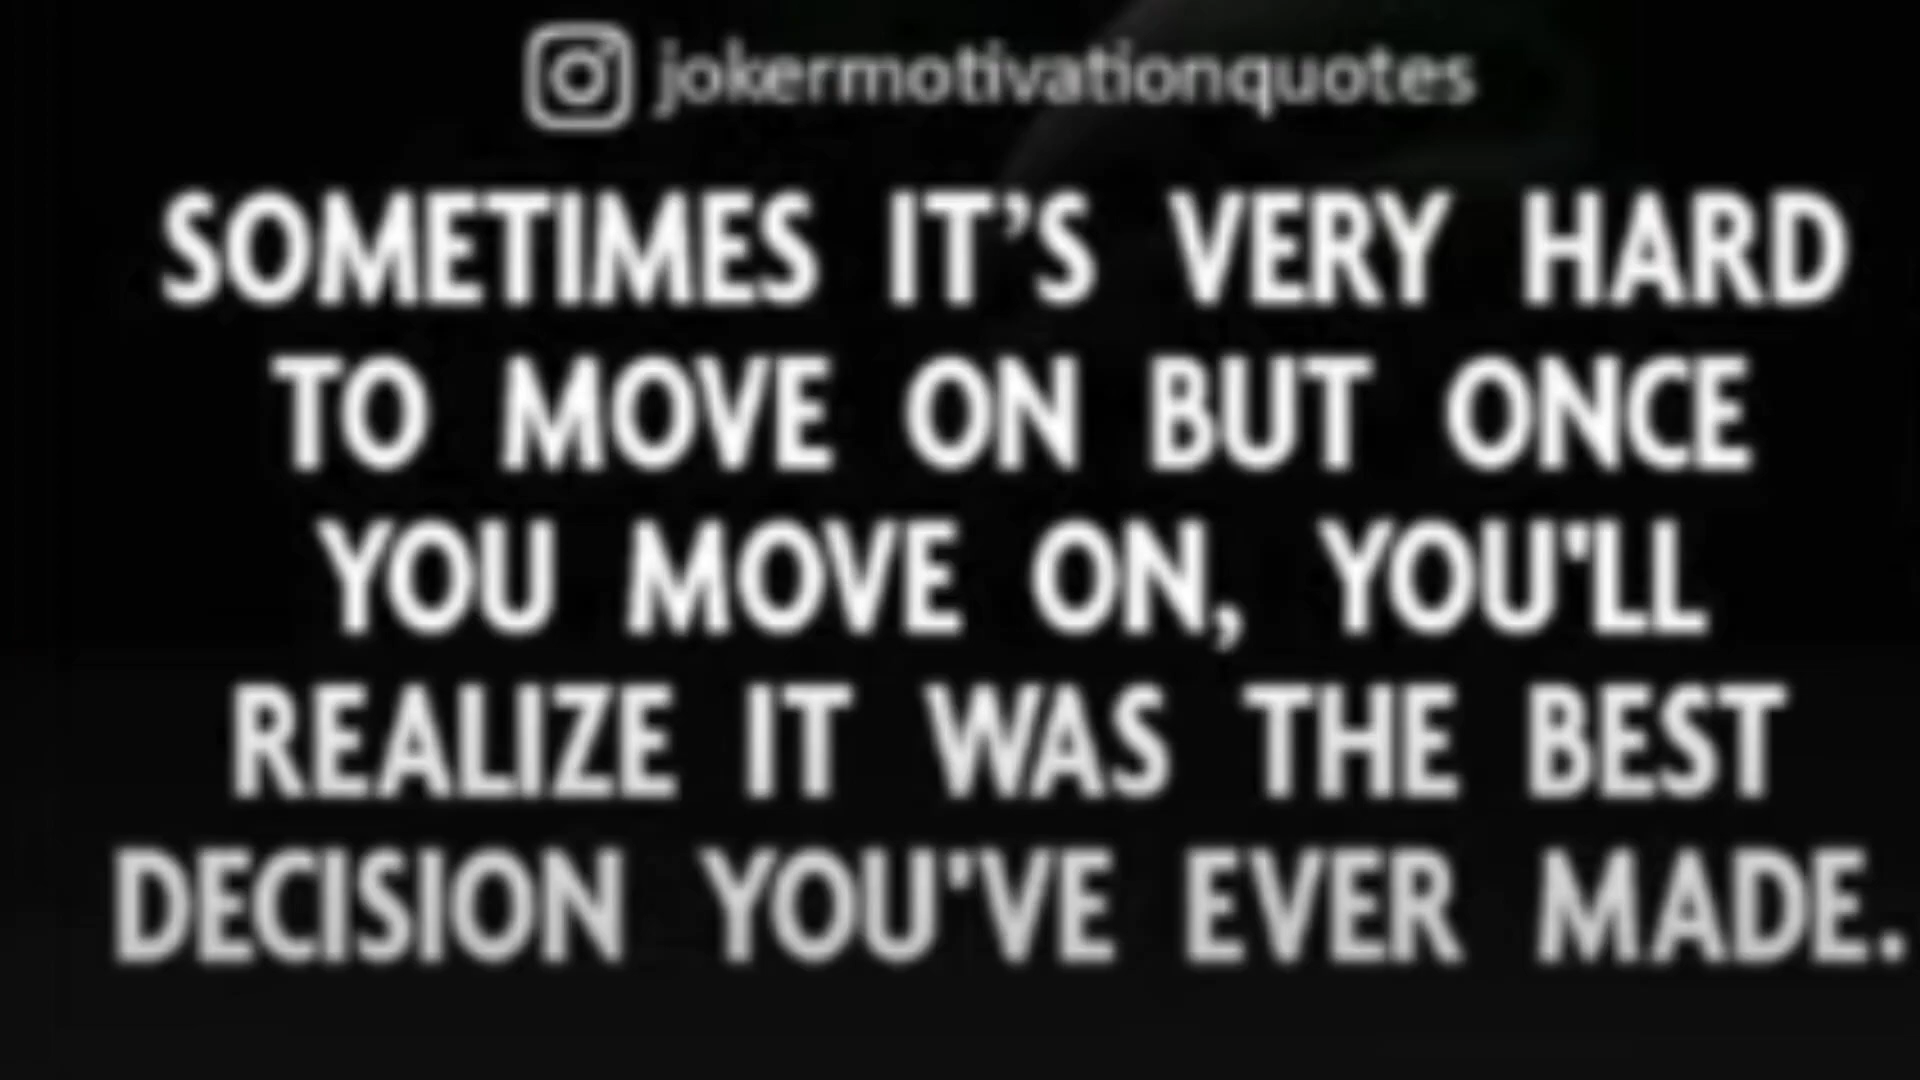 jokermotivationquotes
SOMETIMES IT’S VERY HARD
TO MOVE ON BUT ONCE
YOU MOVE ON, YOU'LL
REALIZE IT WAS THE BEST
DECISION YOU'VE EVER MADE.